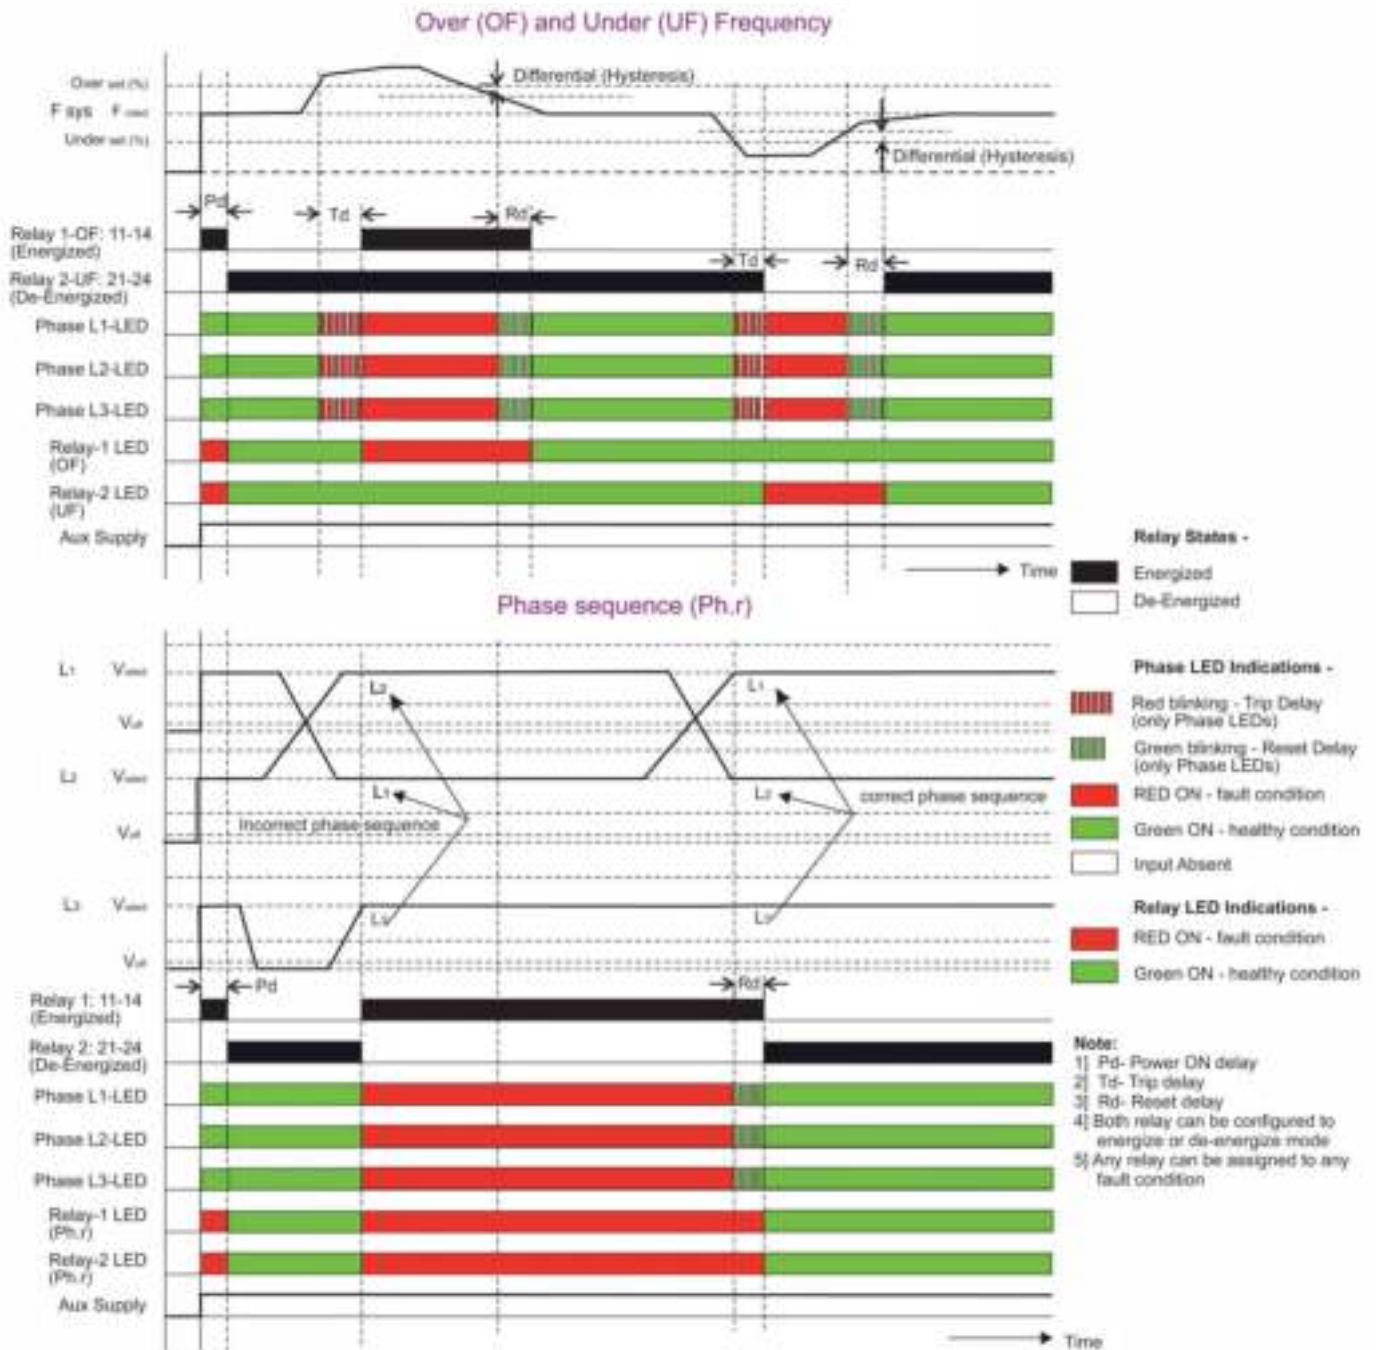 Over (OF) and Under (UF) Frequency
Over set (%)
Differential (Hysteresis)
F sys F rated
Under set (%)
Differential (Hysteresis)
Pd
Td
Rd
Relay 1-OF: 11-14
(Energized)
Td
Rd
Relay 2-UF: 21-24
(De-Energized)
Phase L1-LED
Phase L2-LED
Phase L3-LED
Relay-1 LED
(OF)
Relay-2 LED
(UF)
Aux Supply
Time
Relay States -
Energized
De-Energized
Phase sequence (Ph.r)
L1 Vrated
L2
L1
Voff
L2 Vrated
L1
L2
correct phase sequence
Incorrect phase sequence
Voff
L3 Vrated
L3
L3
Voff
Phase LED Indications -
Red blinking - Trip Delay
(only Phase LEDs)
Green blinking - Reset Delay
(only Phase LEDs)
RED ON - fault condition
Green ON - healthy condition
Input Absent
Relay LED Indications -
RED ON - fault condition
Green ON - healthy condition
Pd
Rd
Relay 1: 11-14
(Energized)
Relay 2: 21-24
(De-Energized)
Phase L1-LED
Phase L2-LED
Phase L3-LED
Relay-1 LED
(Ph.r)
Relay-2 LED
(Ph.r)
Aux Supply
Time
Note:
1] Pd- Power ON delay
2] Td- Trip delay
3] Rd- Reset delay
4] Both relay can be configured to
energize or de-energize mode
5] Any relay can be assigned to any
fault condition